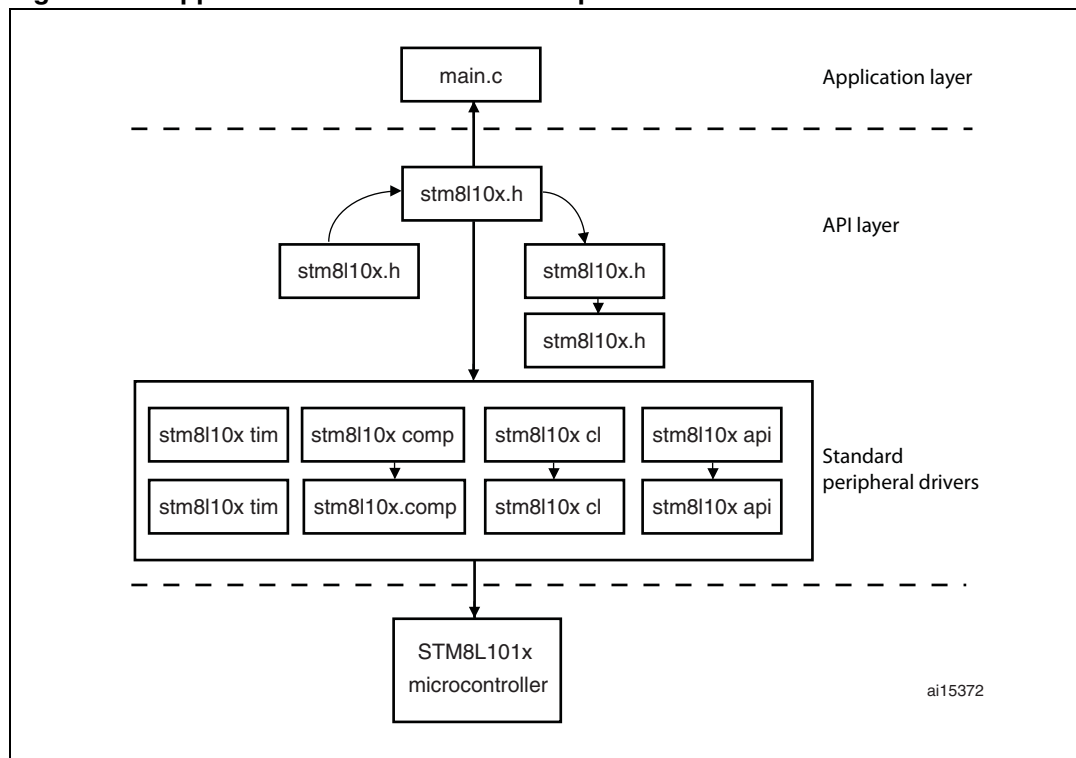 main.c
Application layer
stm8l10x.h
API layer
stm8l10x.h
stm8l10x.h
stm8l10x.h
stm8l10x tim
stm8l10x comp
stm8l10x cl
stm8l10x api
Standard
peripheral drivers
stm8l10x tim
stm8l10x.comp
stm8l10x cl
stm8l10x api
STM8L101x
microcontroller
ai15372